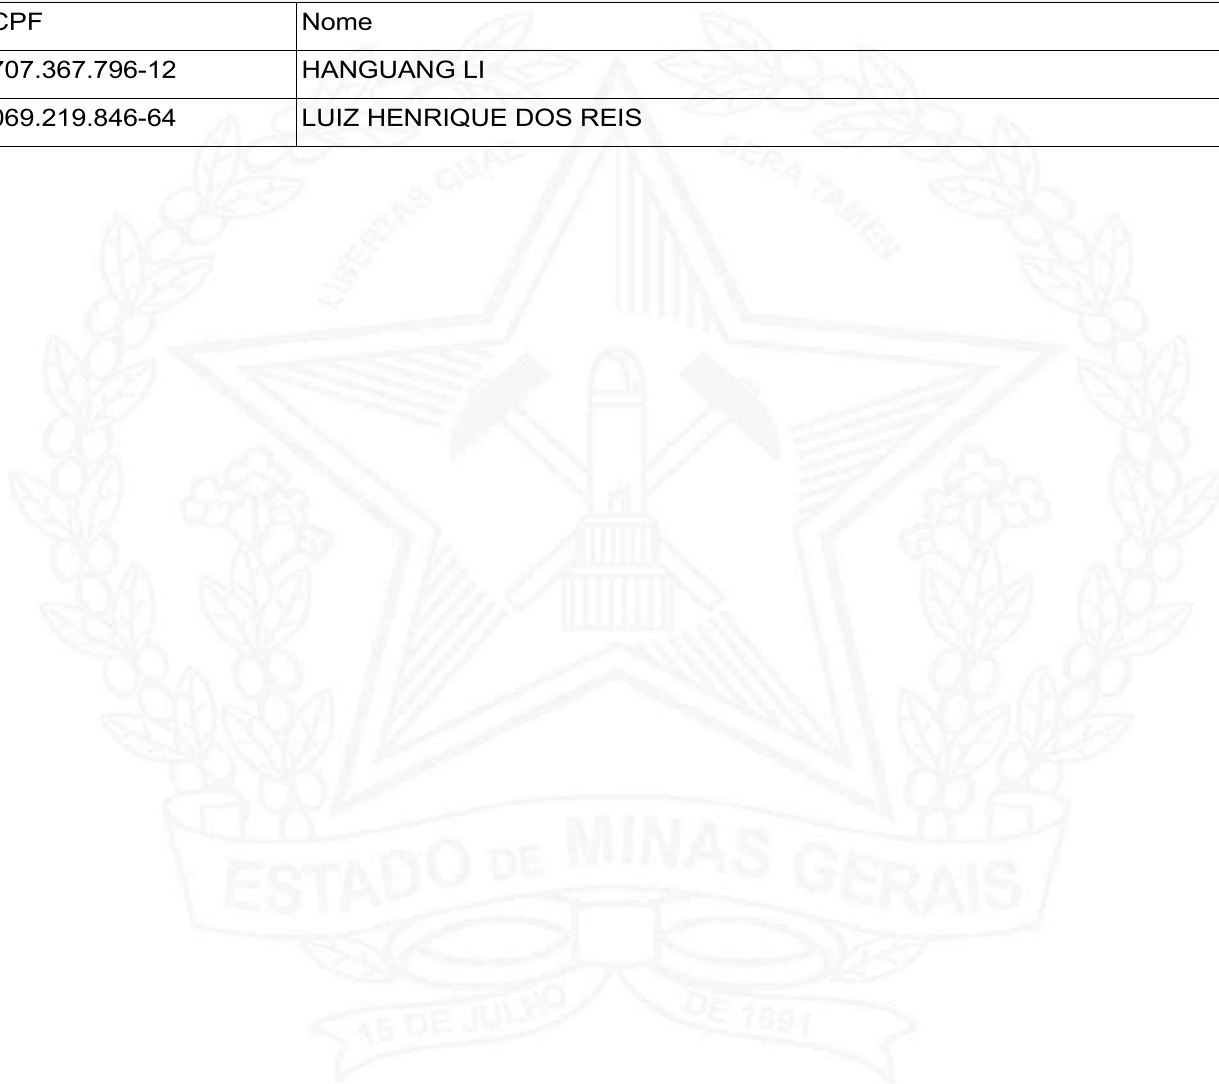 CPF Nome
707.367.796-12 HANGUANG LI
069.219.846-64 LUIZ HENRIQUE DOS REIS
LIBERTAS QUAE SERA TAMEN
ESTADO DE MINAS GERAIS
15 DE JULHO DE 1891